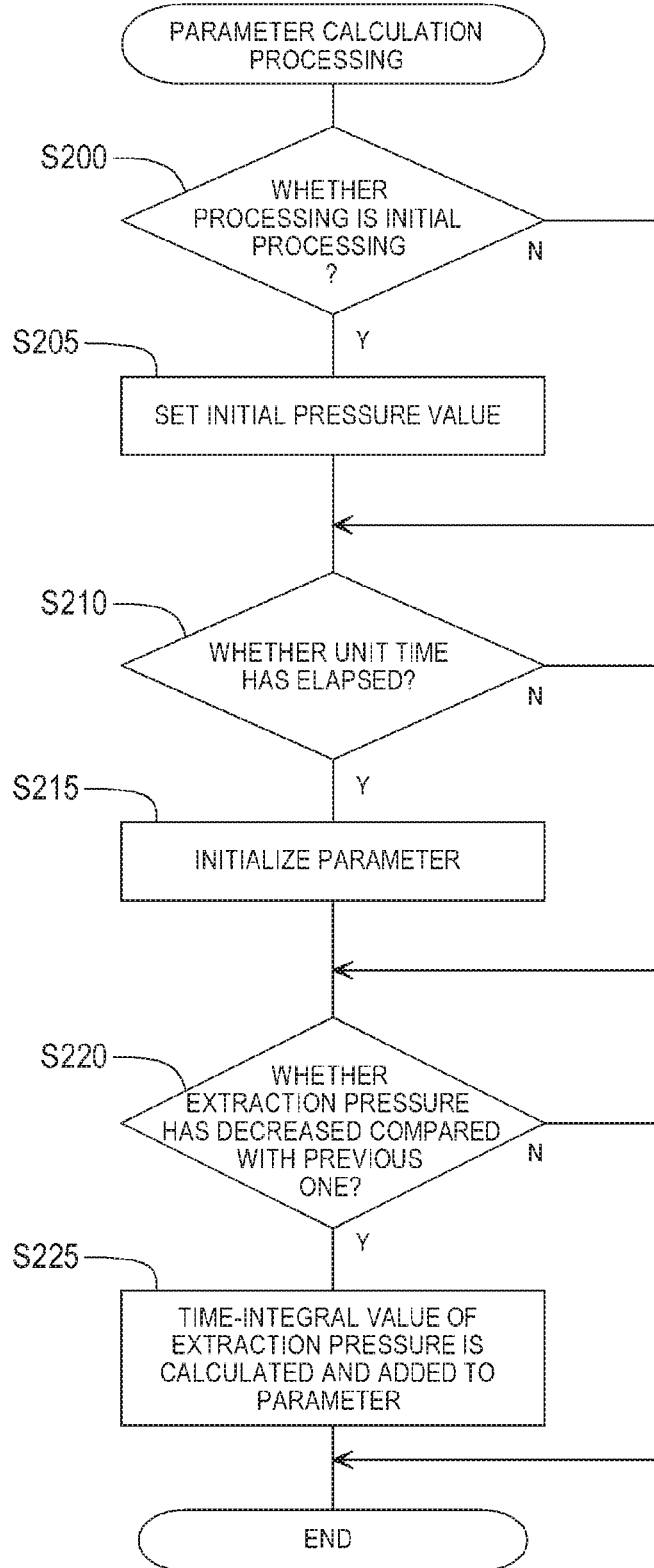 PARAMETER CALCULATION
PROCESSING
S200
WHETHER
PROCESSING IS INITIAL
PROCESSING
?
N
Y
S205
SET INITIAL PRESSURE VALUE
S210
WHETHER UNIT TIME
HAS ELAPSED?
N
Y
S215
INITIALIZE PARAMETER
S220
WHETHER
EXTRACTION PRESSURE
HAS DECREASED COMPARED
WITH PREVIOUS
ONE?
N
Y
S225
TIME-INTEGRAL VALUE OF
EXTRACTION PRESSURE IS
CALCULATED AND ADDED TO
PARAMETER
END